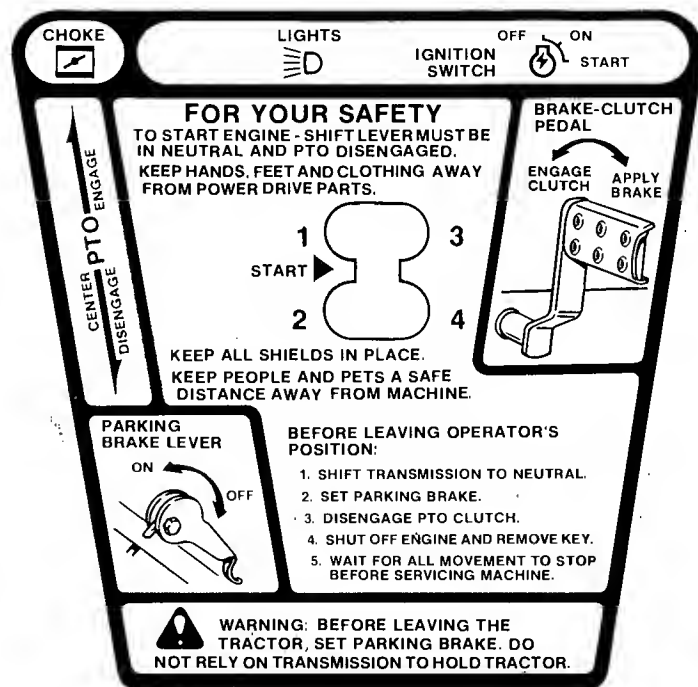 CHOKE
LIGHTS
IGNITION
SWITCH
OFF ON
START
ENGAGE
PTO
CENTER
DISENGAGE
FOR YOUR SAFETY
TO START ENGINE - SHIFT LEVER MUST BE
IN NEUTRAL AND PTO DISENGAGED.
KEEP HANDS, FEET AND CLOTHING AWAY
FROM POWER DRIVE PARTS.
1 3
START
2 4
KEEP ALL SHIELDS IN PLACE.
KEEP PEOPLE AND PETS A SAFE
DISTANCE AWAY FROM MACHINE.
BRAKE-CLUTCH
PEDAL
ENGAGE
CLUTCH
APPLY
BRAKE
PARKING
BRAKE LEVER
ON
OFF
BEFORE LEAVING OPERATOR'S
POSITION:
1. SHIFT TRANSMISSION TO NEUTRAL.
2. SET PARKING BRAKE.
3. DISENGAGE PTO CLUTCH.
4. SHUT OFF ENGINE AND REMOVE KEY.
5. WAIT FOR ALL MOVEMENT TO STOP
BEFORE SERVICING MACHINE.
WARNING: BEFORE LEAVING THE
TRACTOR, SET PARKING BRAKE. DO
NOT RELY ON TRANSMISSION TO HOLD TRACTOR.